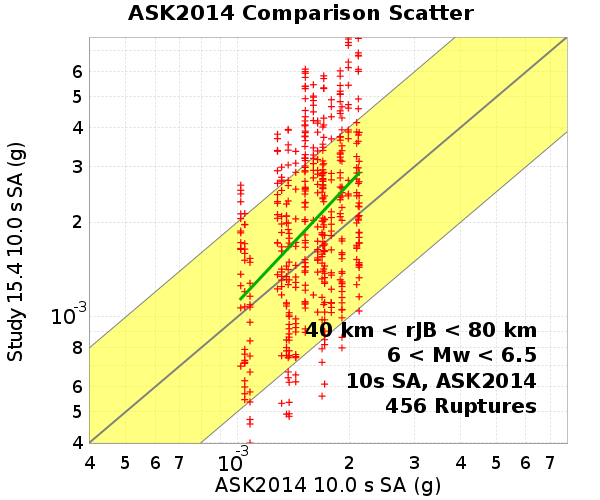 ASK2014 Comparison Scatter
Study 15.4 10.0 s SA (g)
6
5
4
3
2
10-3
8
6
5
4
40 km < rJB < 80 km
6 < Mw < 6.5
10s SA, ASK2014
456 Ruptures
4 5 6 7 10-3 2 3 4 5 6 7
ASK2014 10.0 s SA (g)